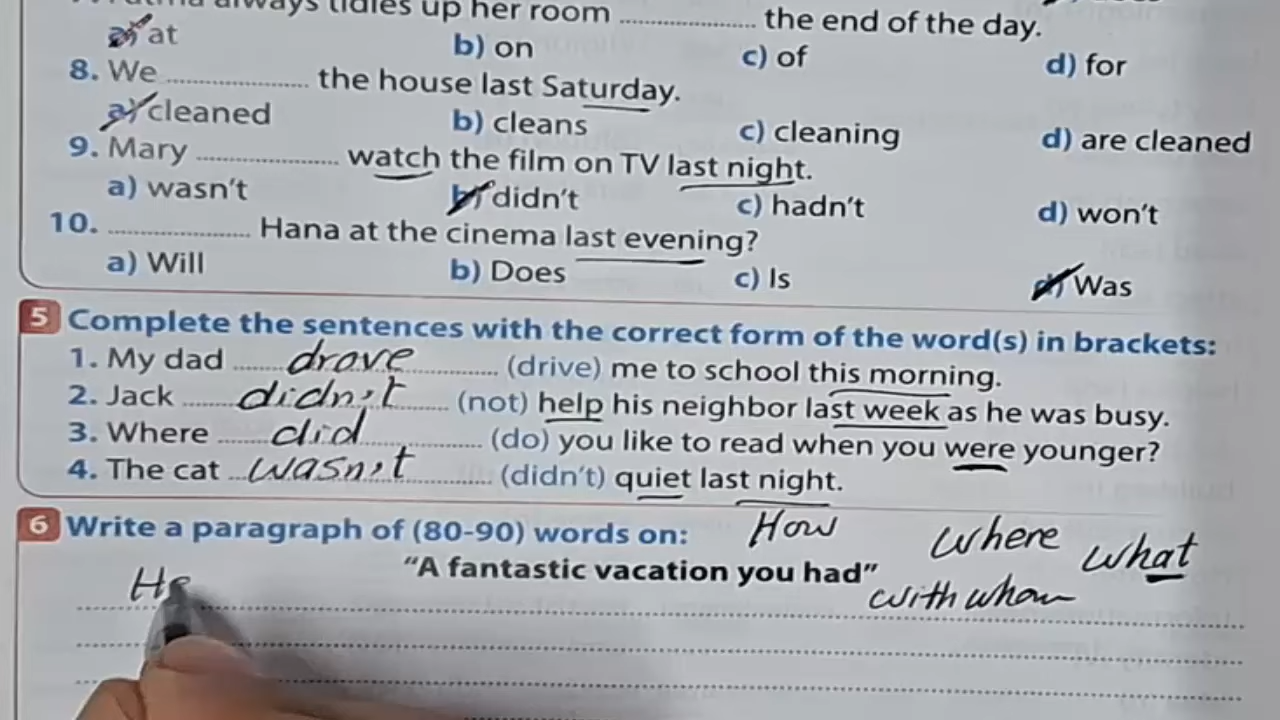 always tidies up her room ............ the end of the day.
a) at b) on c) of d) for
8. We ............ the house last Saturday.
a) cleaned b) cleans c) cleaning d) are cleaned
9. Mary ............ watch the film on TV last night.
a) wasn't b) didn't c) hadn't d) won't
10. ............ Hana at the cinema last evening?
a) Will b) Does c) Is d) Was
5 Complete the sentences with the correct form of the word(s) in brackets:
1. My dad drove (drive) me to school this morning.
2. Jack didn't (not) help his neighbor last week as he was busy.
3. Where did (do) you like to read when you were younger?
4. The cat wasn't (didn't) quiet last night.
6 Write a paragraph of (80-90) words on: How where what
"A fantastic vacation you had" with whom
He